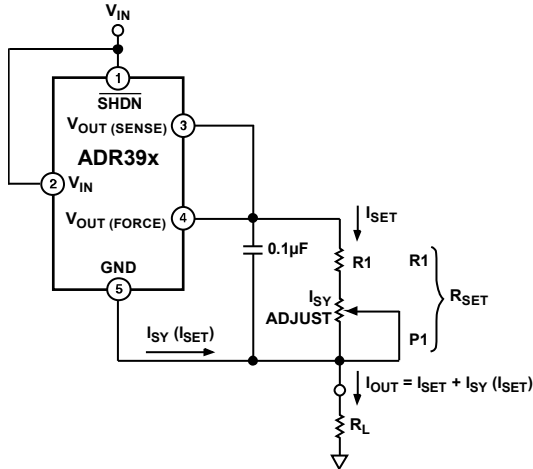 VIN
1
SHDN
VOUT (SENSE)
3
ADR39x
2
VIN
VOUT (FORCE)
4
ISET
0.1µF
R1
R1
GND
ISY
ADJUST
RSET
5
ISY (ISET)
P1
IOUT = ISET + ISY (ISET)
RL